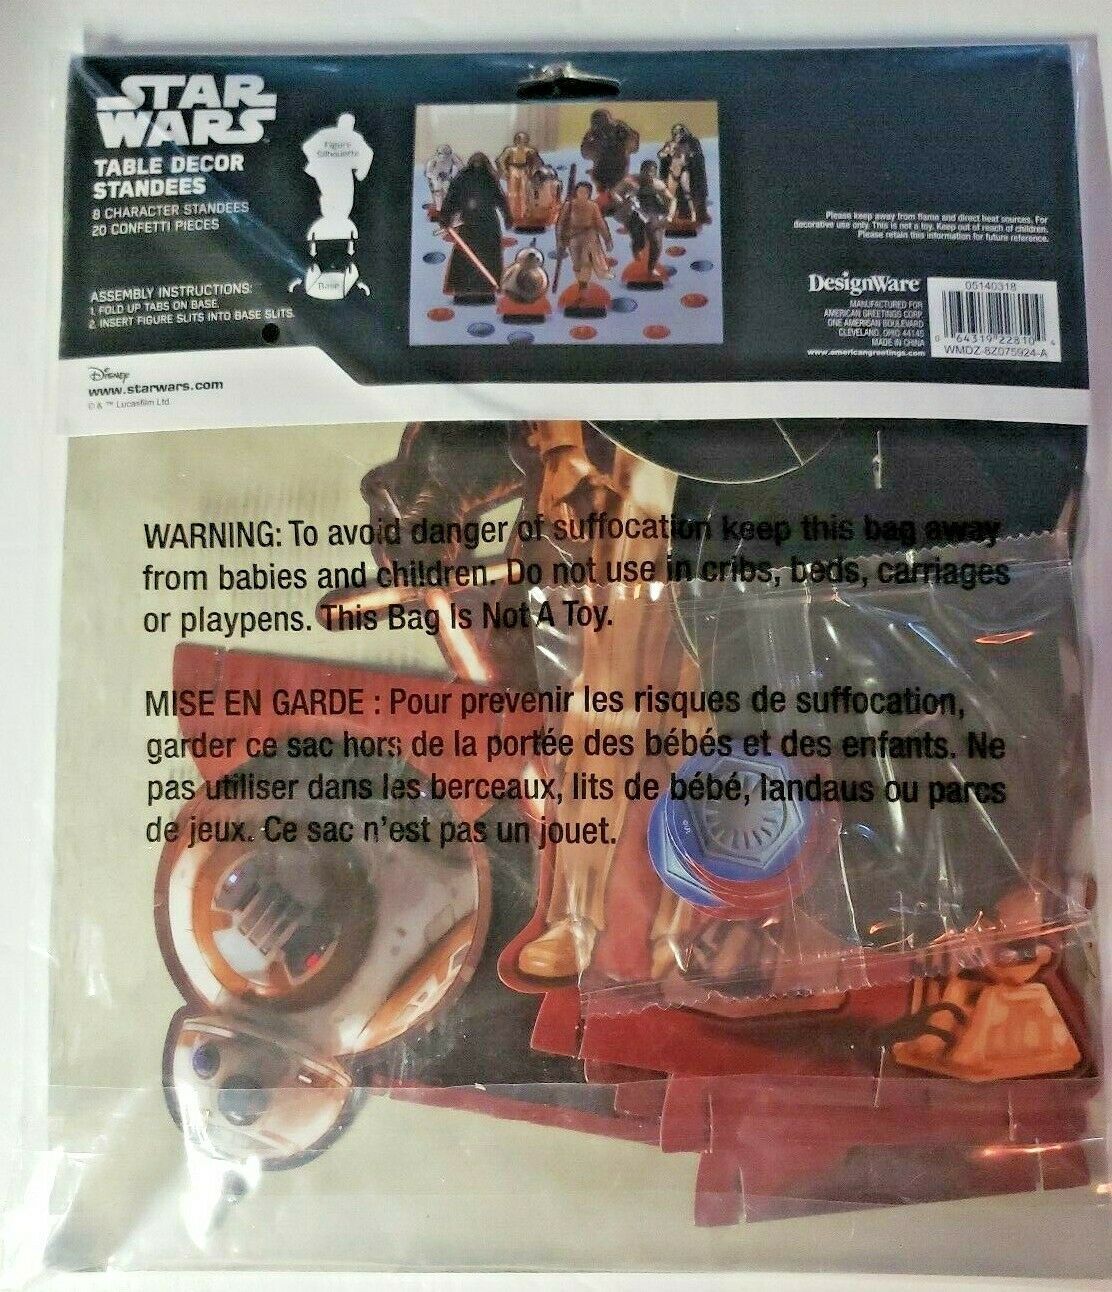 STAR
WARS
TABLE DECOR
STANDEES
8 CHARACTER STANDEES
20 CONFETTI PIECES
Figure
Silhouette
Base
ASSEMBLY INSTRUCTIONS:
1. FOLD UP TABS ON BASE.
2. INSERT FIGURE SLITS INTO BASE SLITS.
Please keep away from flame and direct heat sources. For
decorative use only. This is not a toy. Keep out of reach of children.
Please retain this information for future reference.
DesignWare
MANUFACTURED FOR
AMERICAN GREETINGS CORP.
ONE AMERICAN BOULEVARD
CLEVELAND, OHIO 44145
MADE IN CHINA
www.americangreetings.com
05140318
0 64319 22810 4
WMDZ-8Z075924-A
Disney
www.starwars.com
© & ™ Lucasfilm Ltd.
WARNING: To avoid danger of suffocation keep this bag away
from babies and children. Do not use in cribs, beds, carriages
or playpens. This Bag Is Not A Toy.
MISE EN GARDE : Pour prevenir les risques de suffocation,
garder ce sac hors de la portée des bébés et des enfants. Ne
pas utiliser dans les berceaux, lits de bébé, landaus ou parcs
de jeux. Ce sac n'est pas un jouet.